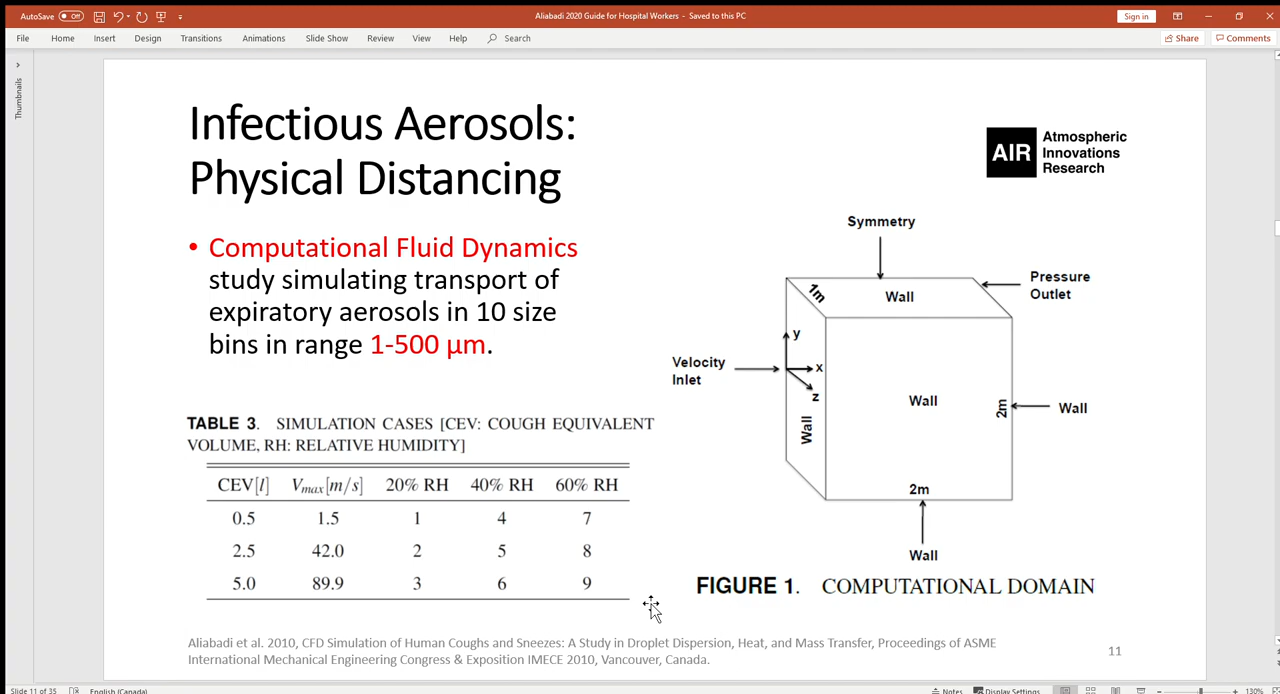 AutoSave Off
Aliabadi 2020 Guide for Hospital Workers - Saved to this PC
Sign in
File Home Insert Design Transitions Animations Slide Show Review View Help Search
Share Comments
Thumbnails
Infectious Aerosols:
Physical Distancing
AIR
Atmospheric
Innovations
Research
• Computational Fluid Dynamics
study simulating transport of
expiratory aerosols in 10 size
bins in range 1-500 μm.
TABLE 3. SIMULATION CASES [CEV: COUGH EQUIVALENT
VOLUME, RH: RELATIVE HUMIDITY]
CEV[l] Vmax[m/s] 20% RH 40% RH 60% RH
0.5 1.5 1 4 7
2.5 42.0 2 5 8
5.0 89.9 3 6 9
Symmetry
Pressure
Outlet
1m
Wall
y
x
z
Velocity
Inlet
Wall
Wall
2m
Wall
2m
Wall
FIGURE 1. COMPUTATIONAL DOMAIN
Aliabadi et al. 2010, CFD Simulation of Human Coughs and Sneezes: A Study in Droplet Dispersion, Heat, and Mass Transfer, Proceedings of ASME
International Mechanical Engineering Congress & Exposition IMECE 2010, Vancouver, Canada.
11
Slide 11 of 35 English (Canada) Notes Display Settings 130%